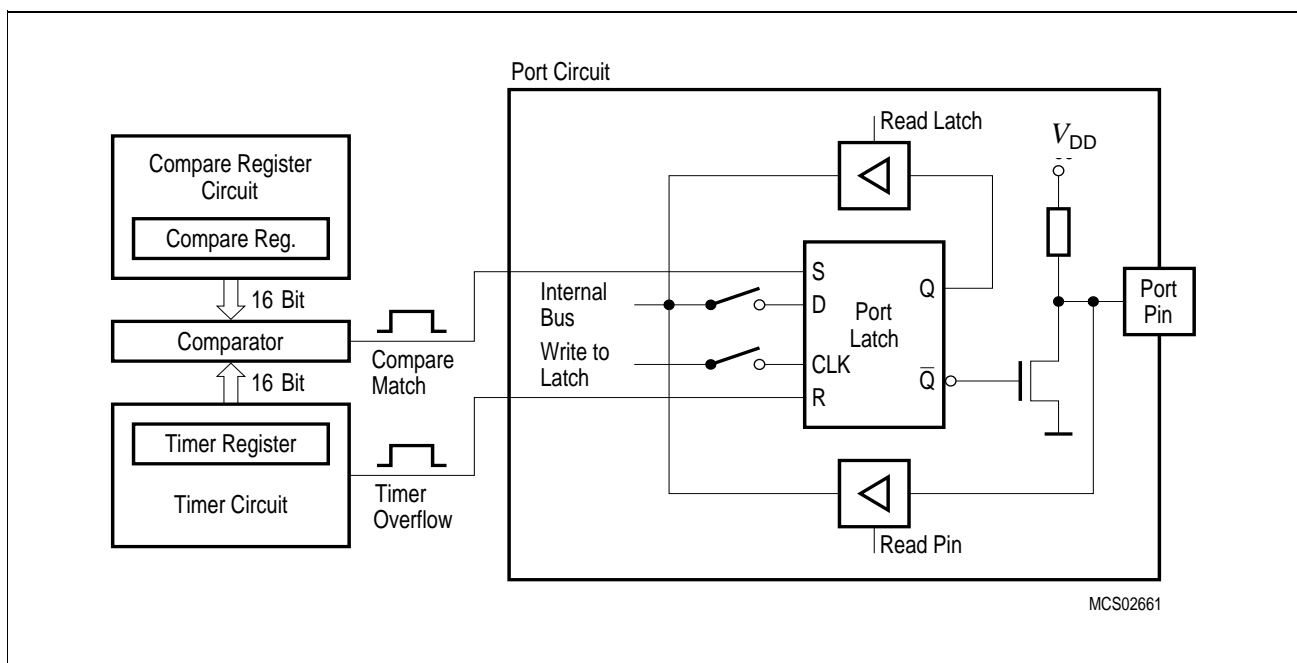 Port Circuit
Read Latch
V_DD
Compare Register
Circuit
Compare Reg.
16 Bit
Comparator
16 Bit
Timer Register
Timer Circuit
Compare
Match
Timer
Overflow
Internal
Bus
Write to
Latch
S
D
CLK
R
Port
Latch
Q
Q̅
Port
Pin
Read Pin
MCS02661